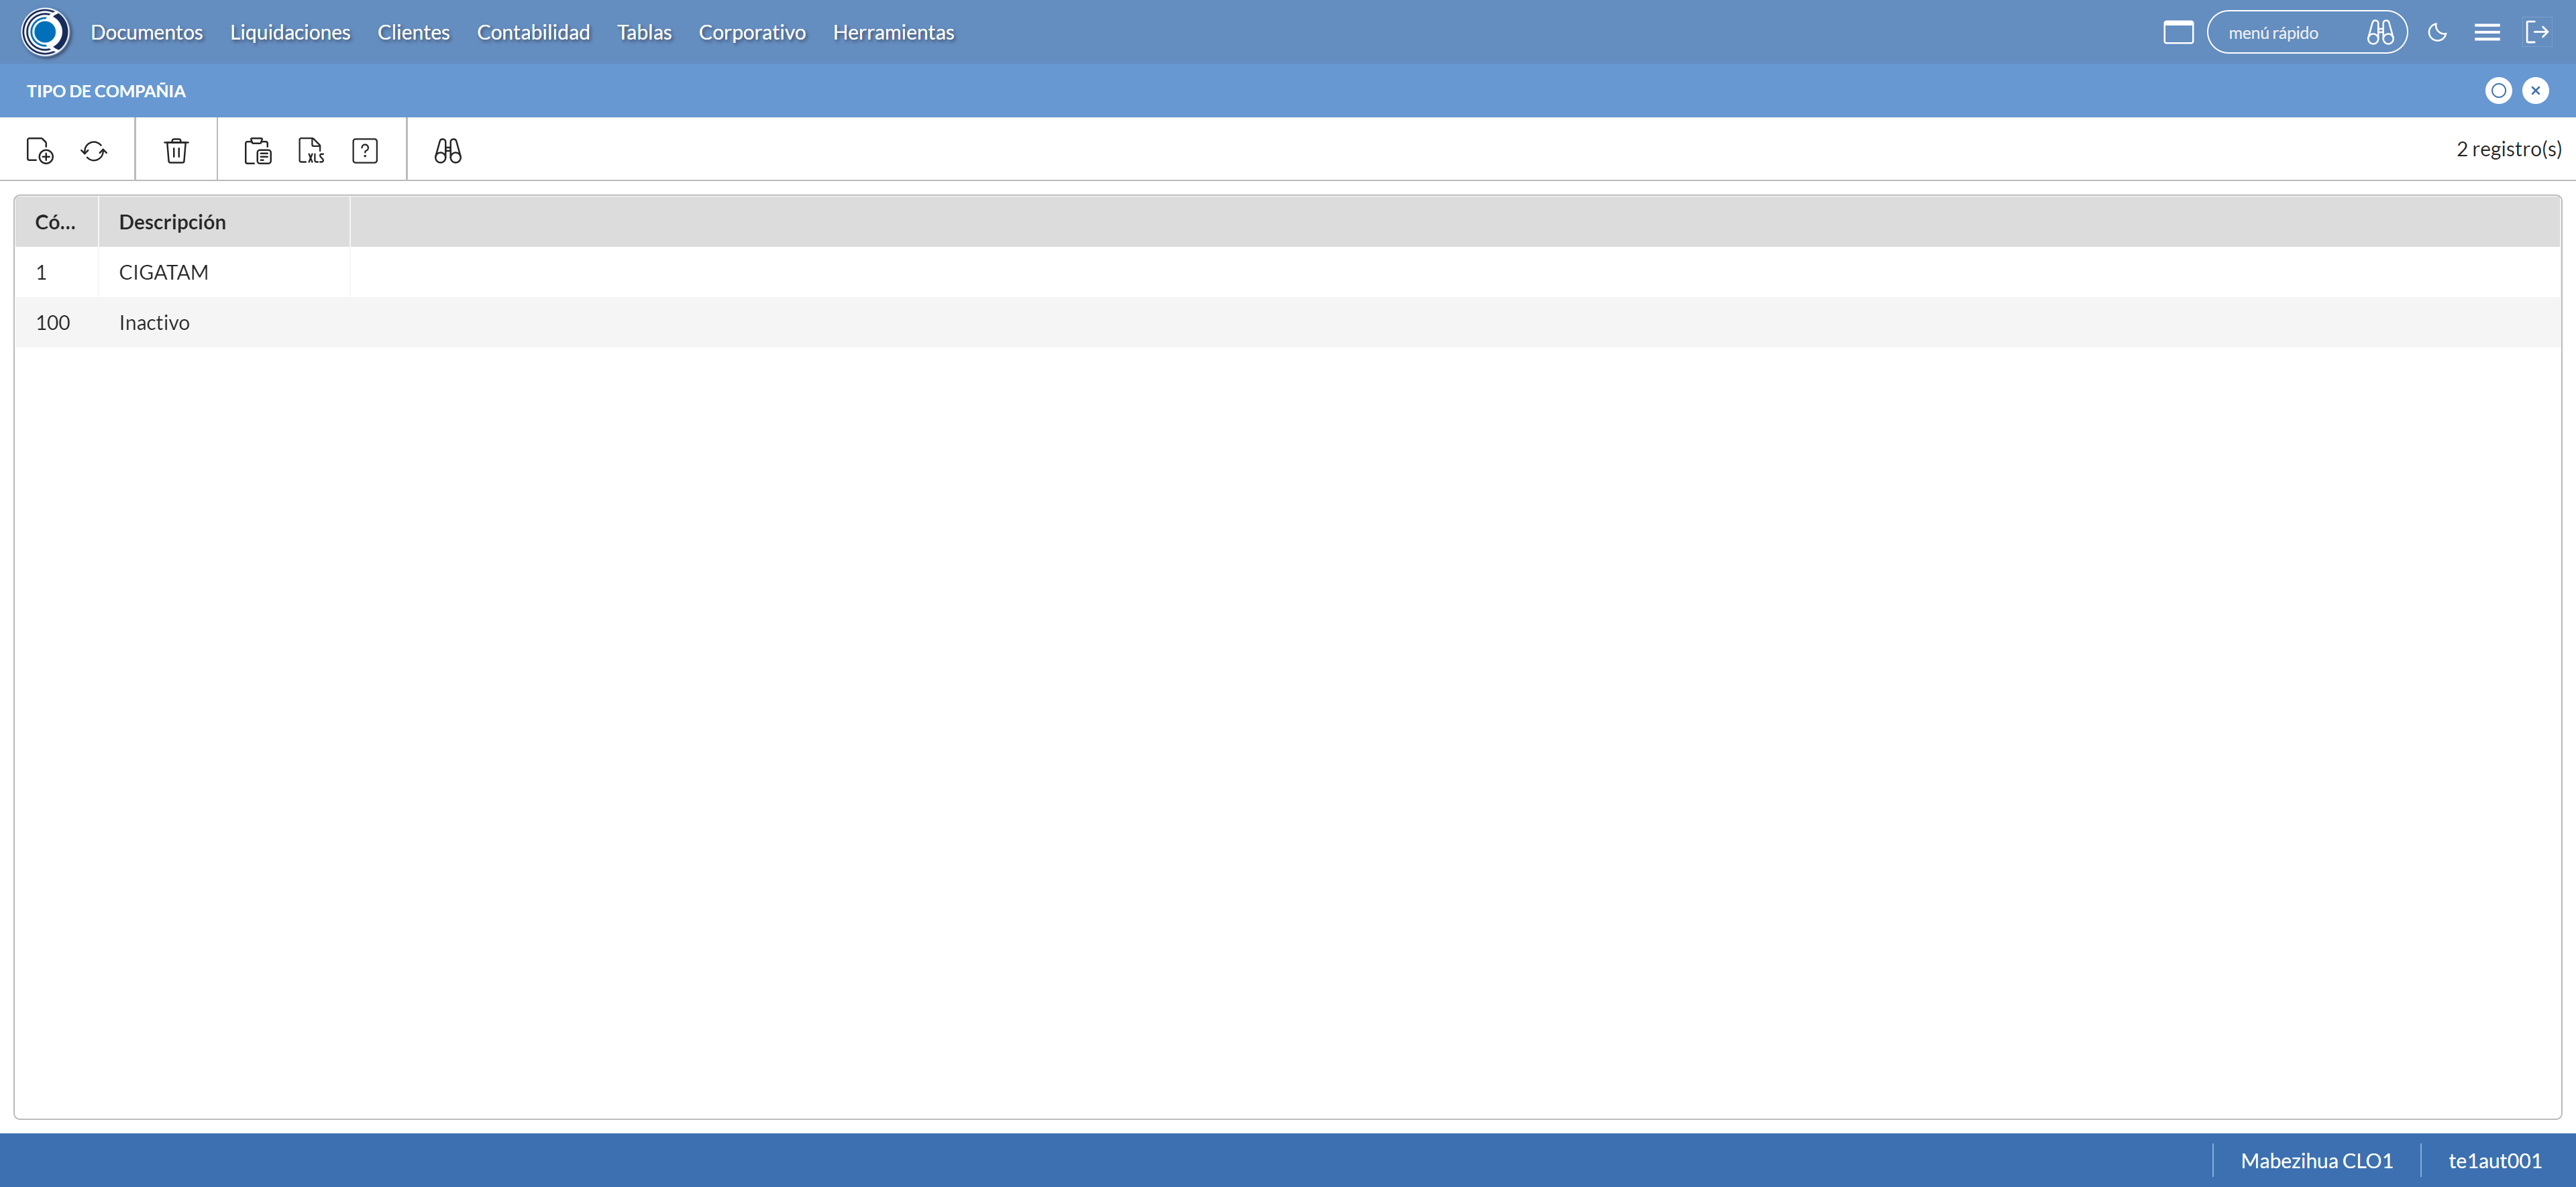 Documentos Liquidaciones Clientes Contabilidad Tablas Corporativo Herramientas menú rápido
TIPO DE COMPAÑIA
XLS ? 2 registro(s)
Có... Descripción
1 CIGATAM
100 Inactivo
Mabezihua CLO1 te1aut001